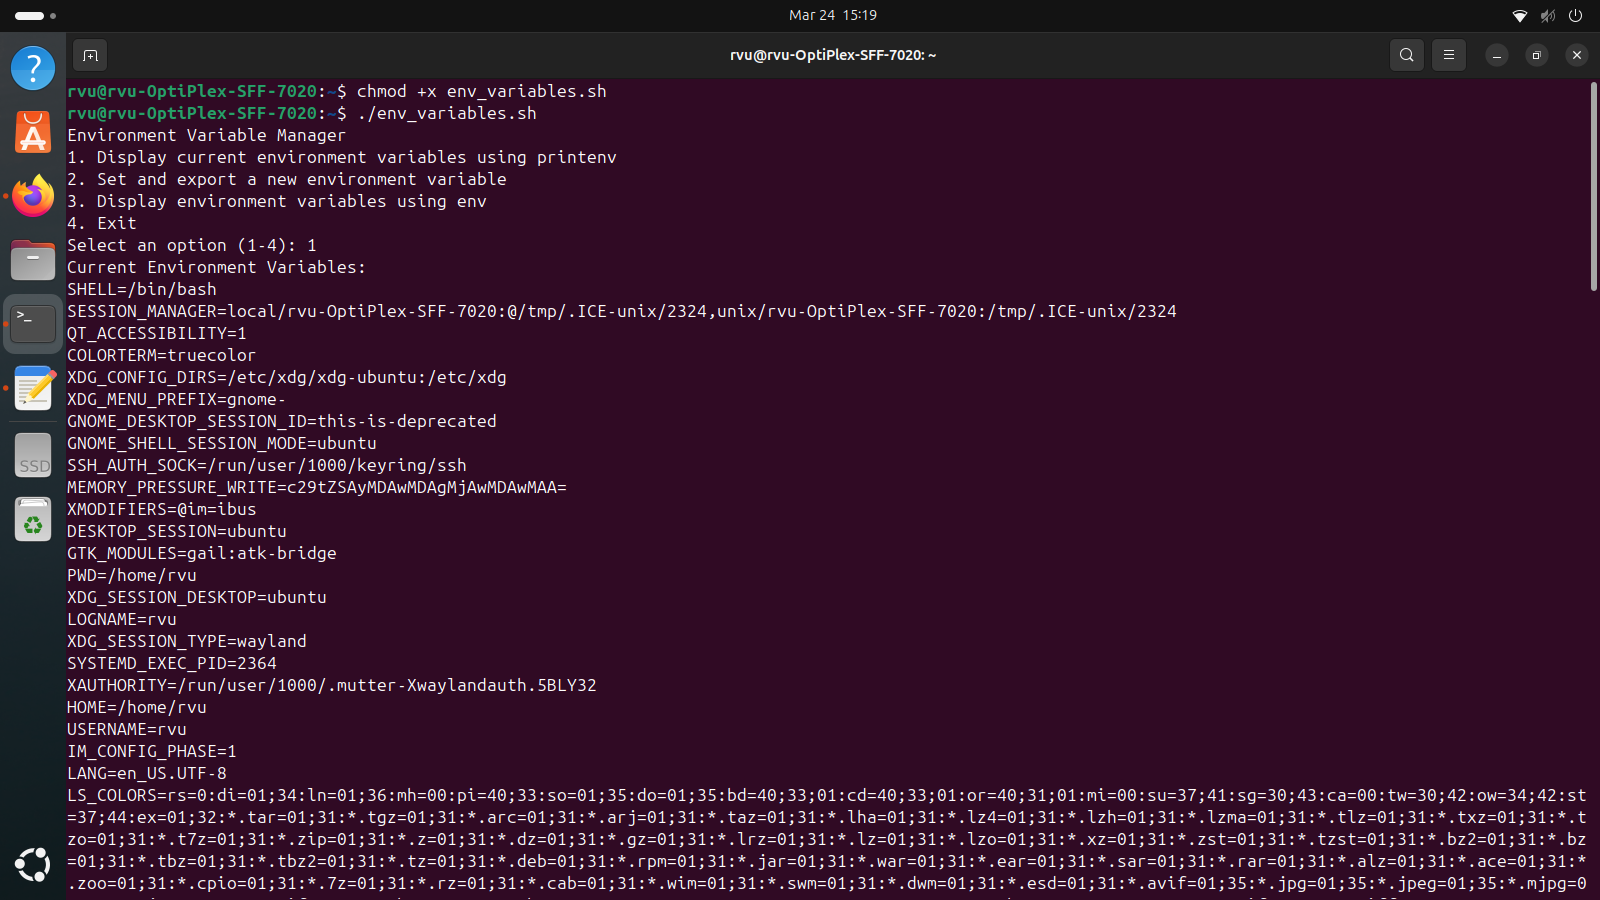 Mar 24 15:19
rvu@rvu-OptiPlex-SFF-7020: ~
rvu@rvu-OptiPlex-SFF-7020:~$ chmod +x env_variables.sh
rvu@rvu-OptiPlex-SFF-7020:~$ ./env_variables.sh
Environment Variable Manager
1. Display current environment variables using printenv
2. Set and export a new environment variable
3. Display environment variables using env
4. Exit
Select an option (1-4): 1
Current Environment Variables:
SHELL=/bin/bash
SESSION_MANAGER=local/rvu-OptiPlex-SFF-7020:@/tmp/.ICE-unix/2324,unix/rvu-OptiPlex-SFF-7020:/tmp/.ICE-unix/2324
QT_ACCESSIBILITY=1
COLORTERM=truecolor
XDG_CONFIG_DIRS=/etc/xdg/xdg-ubuntu:/etc/xdg
XDG_MENU_PREFIX=gnome-
GNOME_DESKTOP_SESSION_ID=this-is-deprecated
GNOME_SHELL_SESSION_MODE=ubuntu
SSH_AUTH_SOCK=/run/user/1000/keyring/ssh
MEMORY_PRESSURE_WRITE=c29tZSAyMDAwMDAgMjAwMDAwMAA=
XMODIFIERS=@im=ibus
DESKTOP_SESSION=ubuntu
GTK_MODULES=gail:atk-bridge
PWD=/home/rvu
XDG_SESSION_DESKTOP=ubuntu
LOGNAME=rvu
XDG_SESSION_TYPE=wayland
SYSTEMD_EXEC_PID=2364
XAUTHORITY=/run/user/1000/.mutter-Xwaylandauth.5BLY32
HOME=/home/rvu
USERNAME=rvu
IM_CONFIG_PHASE=1
LANG=en_US.UTF-8
LS_COLORS=rs=0:di=01;34:ln=01;36:mh=00:pi=40;33:so=01;35:do=01;35:bd=40;33;01:cd=40;33;01:or=40;31;01:mi=00:su=37;41:sg=30;43:ca=00:tw=30;42:ow=34;42:st
=37;44:ex=01;32:*.tar=01;31:*.tgz=01;31:*.arc=01;31:*.arj=01;31:*.taz=01;31:*.lha=01;31:*.lz4=01;31:*.lzh=01;31:*.lzma=01;31:*.tlz=01;31:*.txz=01;31:*.t
zo=01;31:*.t7z=01;31:*.zip=01;31:*.z=01;31:*.dz=01;31:*.gz=01;31:*.lrz=01;31:*.lz=01;31:*.lzo=01;31:*.xz=01;31:*.zst=01;31:*.tzst=01;31:*.bz2=01;31:*.bz
=01;31:*.tbz=01;31:*.tbz2=01;31:*.tz=01;31:*.deb=01;31:*.rpm=01;31:*.jar=01;31:*.war=01;31:*.ear=01;31:*.sar=01;31:*.rar=01;31:*.alz=01;31:*.ace=01;31:*
.zoo=01;31:*.cpio=01;31:*.7z=01;31:*.rz=01;31:*.cab=01;31:*.wim=01;31:*.swm=01;31:*.dwm=01;31:*.esd=01;31:*.avif=01;35:*.jpg=01;35:*.jpeg=01;35:*.mjpg=0
SSD